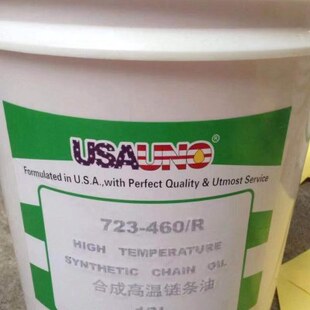 USAUNO®
Formulated in U.S.A.,with Perfect Quality & Utmost Service
723-460/R
HIGH TEMPERATURE
SYNTHETIC CHAIN OIL
合成高温链条油